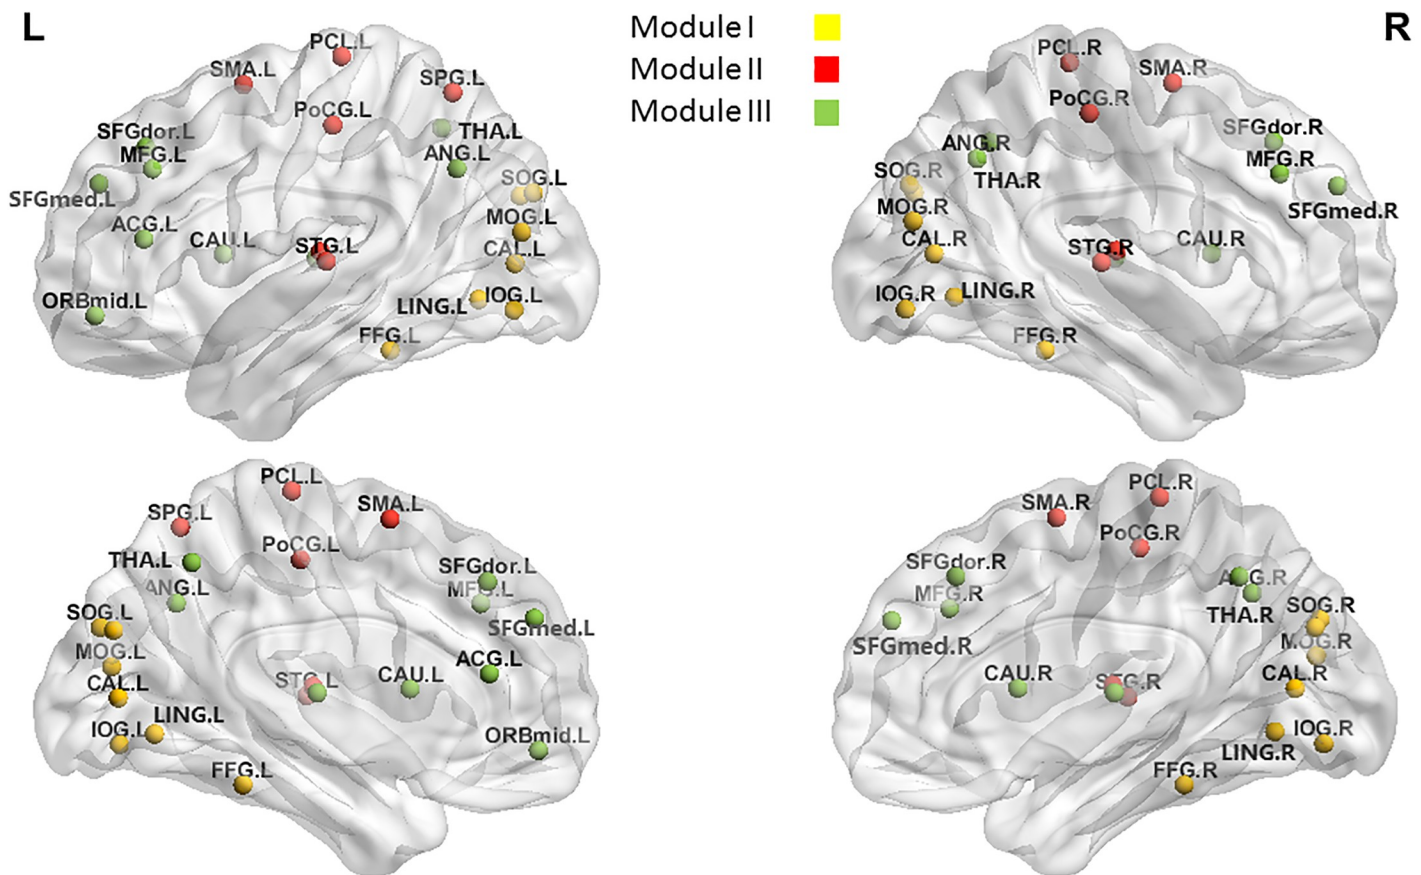 L
Module I
Module II
Module III
R
PCL.L
SMA.L
SPG.L
PoCG.L
SFGdor.L
THA.L
MFG.L
ANG.L
SFGmed.L
SOG.L
ACG.L
MOG.L
CAU.L
STG.L
CAL.L
ORBmid.L
LING.L
IOG.L
FFG.L
PCL.R
SMA.R
PoCG.R
SFGdor.R
ANG.R
MFG.R
SOG.R
THA.R
MOG.R
SFGmed.R
CAL.R
STG.R
CAU.R
IOG.R
LING.R
FFG.R
PCL.L
SPG.L
SMA.L
PoCG.L
THA.L
SFGdor.L
ANG.L
MFG.L
SOG.L
SFGmed.L
MOG.L
ACG.L
CAL.L
STG.L
CAU.L
IOG.L
LING.L
ORBmid.L
FFG.L
PCL.R
SMA.R
PoCG.R
SFGdor.R
ANG.R
MFG.R
THA.R
SOG.R
SFGmed.R
MOG.R
CAU.R
STG.R
CAL.R
IOG.R
LING.R
FFG.R